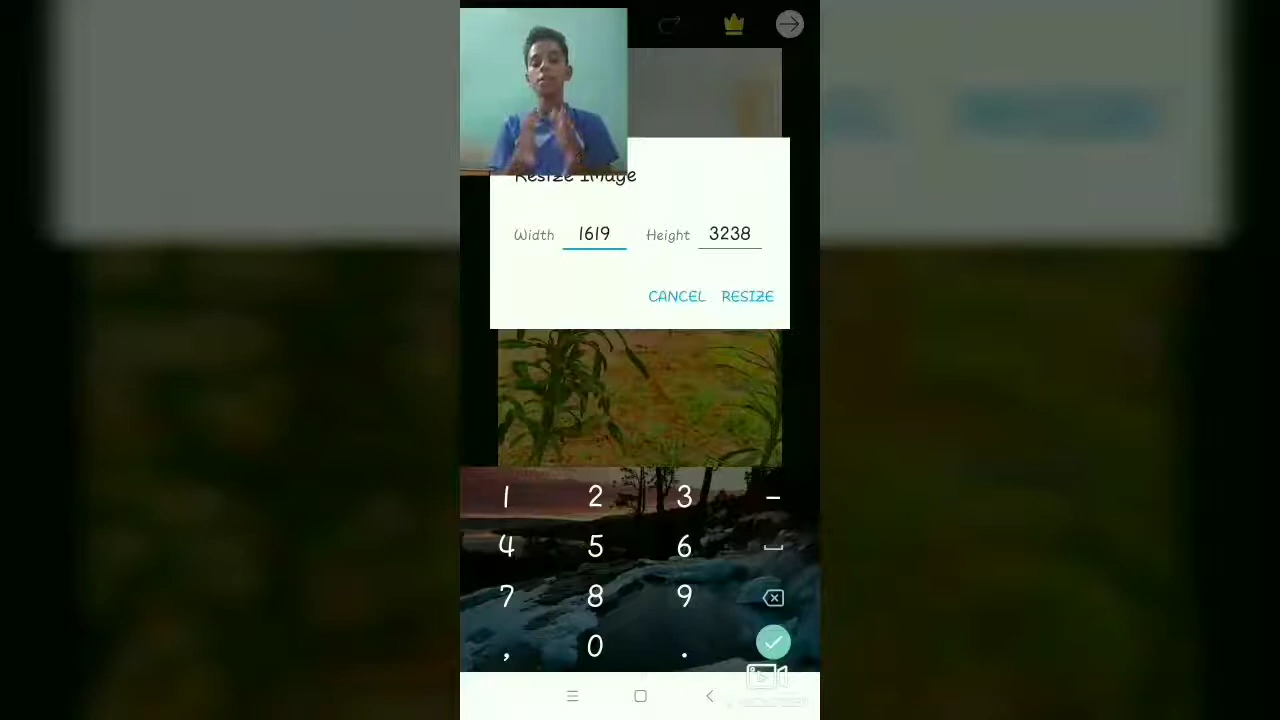 Resize Image
Width 1619 Height 3238
CANCEL RESIZE
1 2 3 -
4 5 6
7 8 9
, 0 .